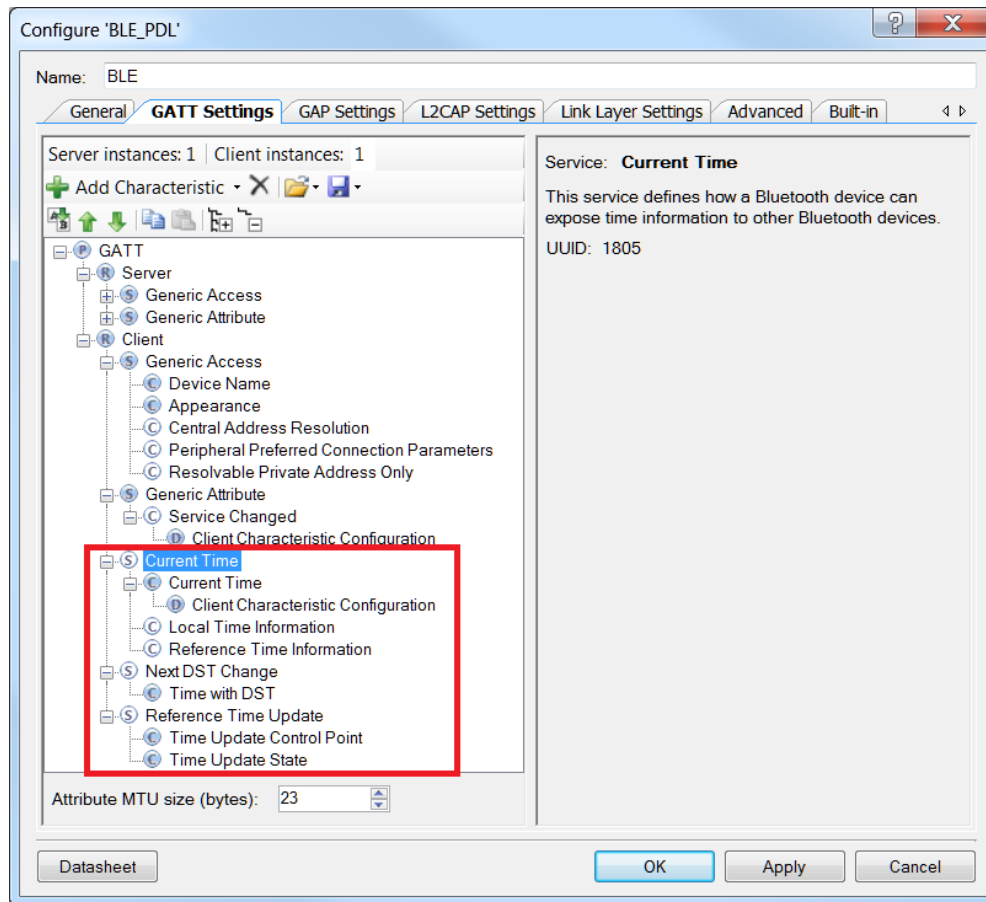 Configure 'BLE_PDL'
Name: BLE
General GATT Settings GAP Settings L2CAP Settings Link Layer Settings Advanced Built-in
Server instances: 1 Client instances: 1
Add Characteristic
GATT
Server
Generic Access
Generic Attribute
Client
Generic Access
Device Name
Appearance
Central Address Resolution
Peripheral Preferred Connection Parameters
Resolvable Private Address Only
Generic Attribute
Service Changed
Client Characteristic Configuration
Current Time
Current Time
Client Characteristic Configuration
Local Time Information
Reference Time Information
Next DST Change
Time with DST
Reference Time Update
Time Update Control Point
Time Update State
Attribute MTU size (bytes): 23
Service: Current Time
This service defines how a Bluetooth device can
expose time information to other Bluetooth devices.
UUID: 1805
Datasheet OK Apply Cancel